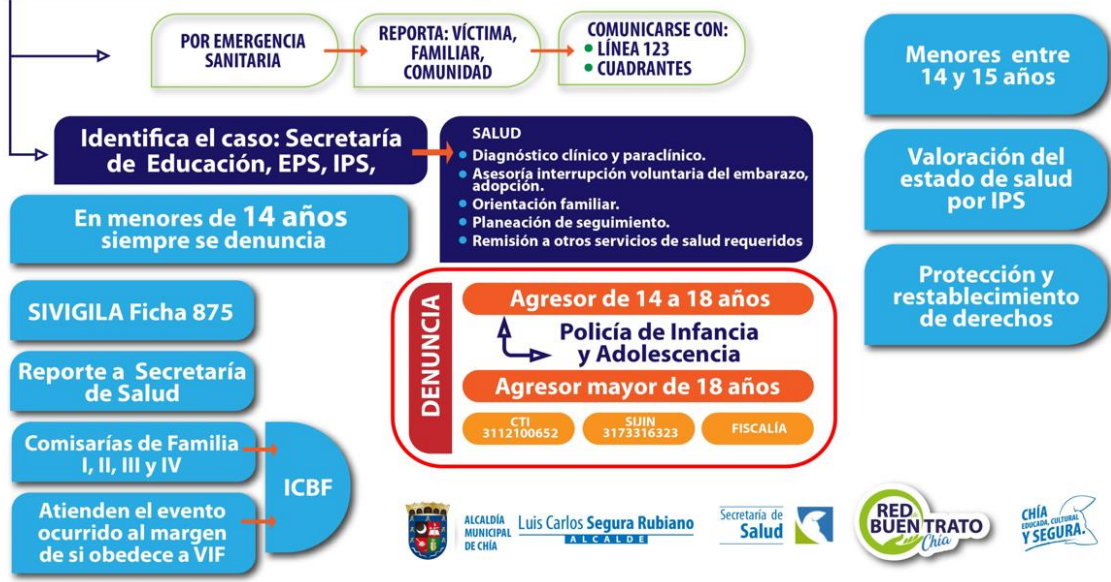 POR EMERGENCIA
SANITARIA
REPORTA: VÍCTIMA,
FAMILIAR,
COMUNIDAD
COMUNICARSE CON:
• LÍNEA 123
• CUADRANTES
Identifica el caso: Secretaría
de Educación, EPS, IPS,
SALUD
• Diagnóstico clínico y paraclínico.
• Asesoría interrupción voluntaria del embarazo,
adopción.
• Orientación familiar.
• Planeación de seguimiento.
• Remisión a otros servicios de salud requeridos
En menores de 14 años
siempre se denuncia
SIVIGILA Ficha 875
Reporte a Secretaría
de Salud
Comisarías de Familia
I, II, III y IV
Atienden el evento
ocurrido al margen
de si obedece a VIF
ICBF
DENUNCIA
Agresor de 14 a 18 años
Policía de Infancia
y Adolescencia
Agresor mayor de 18 años
CTI
3112100652
SIJIN
3173316323
FISCALÍA
Menores entre
14 y 15 años
Valoración del
estado de salud
por IPS
Protección y
restablecimiento
de derechos
ALCALDÍA
MUNICIPAL
DE CHÍA
Luis Carlos Segura Rubiano
ALCALDE
Secretaría de
Salud
RED
BUEN TRATO
Chía
CHÍA
EDUCADA, CULTURAL
Y SEGURA.